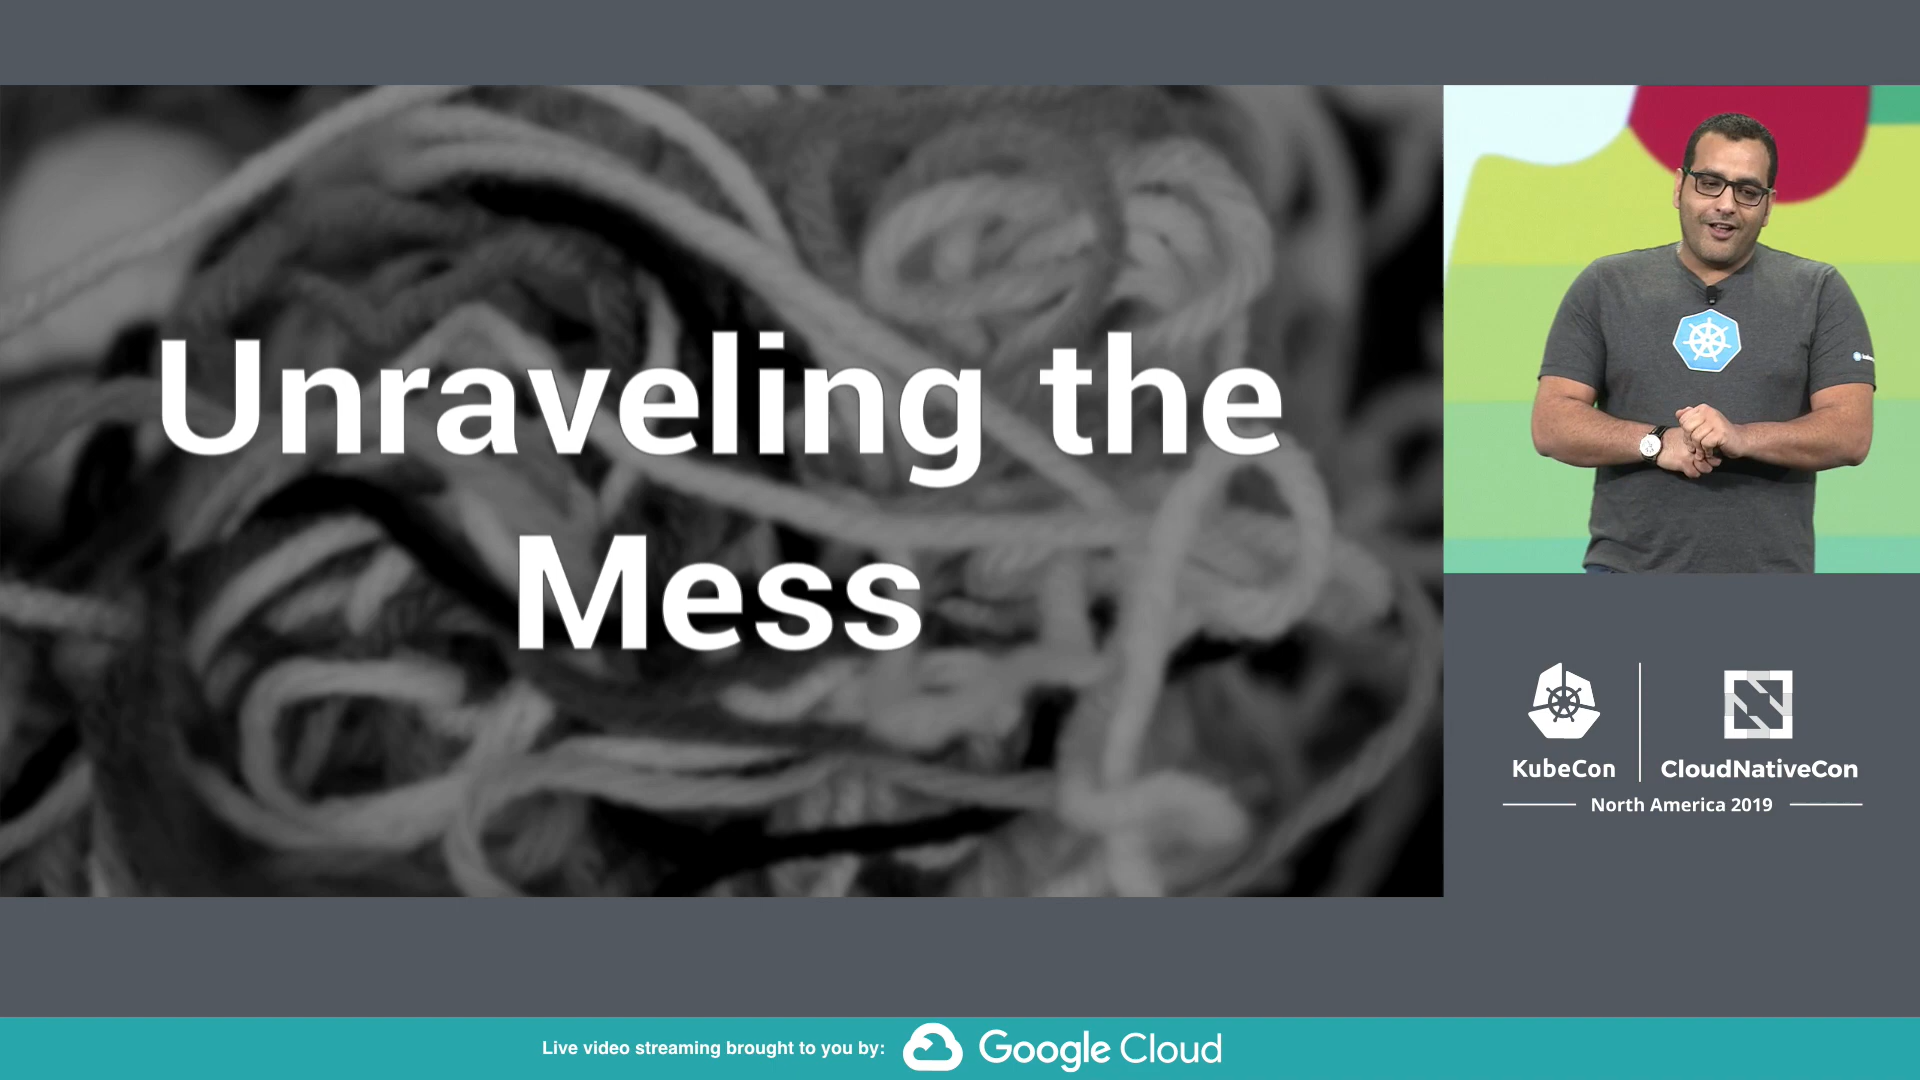 Unraveling the
Mess
KubeCon
CloudNativeCon
North America 2019
Live video streaming brought to you by:
Google Cloud